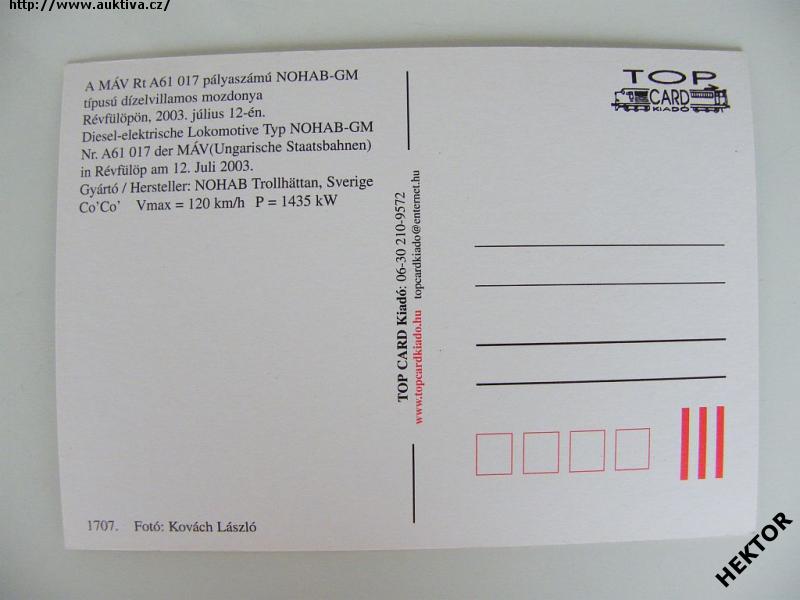 http://www.auktiva.cz/
A MÁV Rt A61 017 pályaszámú NOHAB-GM
típusú dízelvillamos mozdonya
Révfülöpön, 2003. július 12-én.
Diesel-elektrische Lokomotive Typ NOHAB-GM
Nr. A61 017 der MÁV(Ungarische Staatsbahnen)
in Révfülöp am 12. Juli 2003.
Gyártó / Hersteller: NOHAB Trollhättan, Sverige
Co'Co' Vmax = 120 km/h P = 1435 kW
1707. Fotó: Kovách László
TOP CARD Kiadó: 06-30 210-9572
www.topcardkiado.hu topcardkiado@enternet.hu
TOP
CARD
KIADÓ
HEKTOR